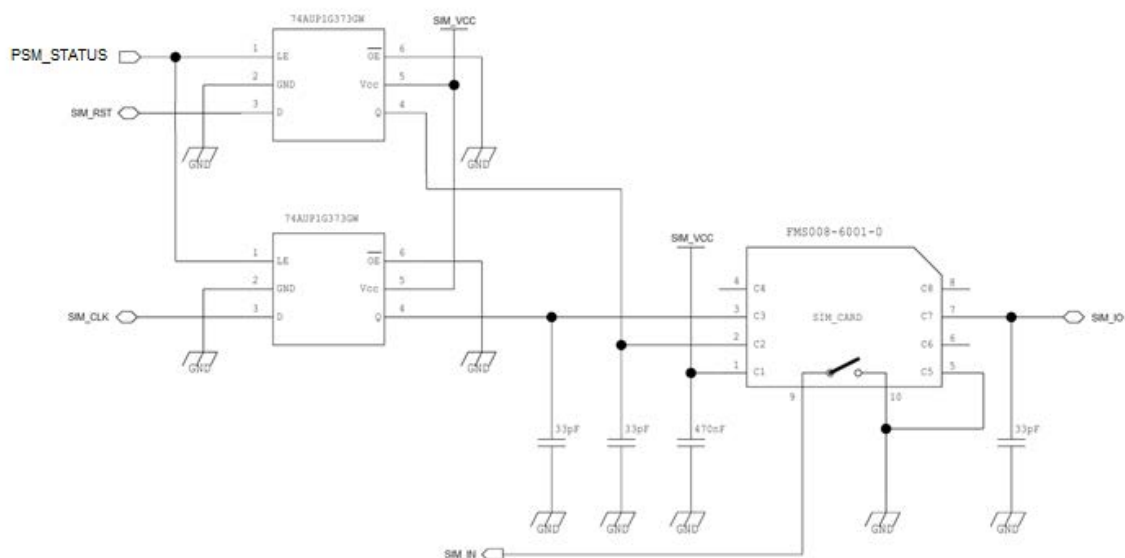 74AUP1G373GW
SIM_VCC
PSM_STATUS
1 LE OE 6
2 GND Vcc 5
SIM_RST 3 D Q 4
GND
GND
74AUP1G373GW
SIM_VCC
FMS008-6001-0
1 LE OE 6
2 GND Vcc 5
4 C4 C8 8
SIM_CLK 3 D Q 4
3 C3 SIM_CARD C7 7 SIM_IO
2 C2 C6 6
GND
GND
1 C1 C5 5
9 10
33pF 33pF 470nF 33pF
GND GND GND GND GND
SIM_IN